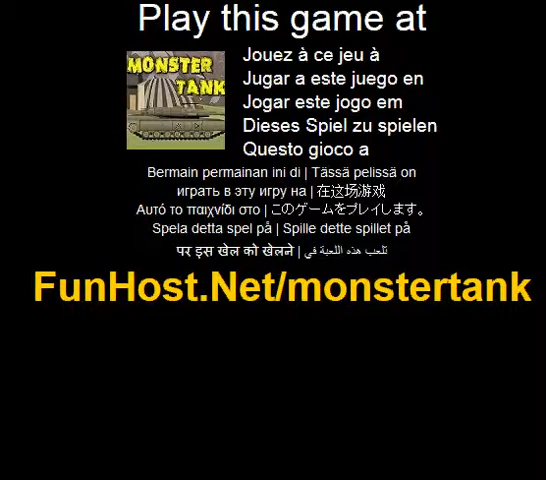 Play this game at
MONSTER
TANK
Jouez à ce jeu à
Jugar a este juego en
Jogar este jogo em
Dieses Spiel zu spielen
Questo gioco a
Bermain permainan ini di | Tässä pelissä on
играть в эту игру на | 在这场游戏
Αυτό το παιχνίδι στο | このゲームをプレイします。
Spela detta spel på | Spille dette spillet på
पर इस खेल को खेलने | تلعب هذه اللعبة في
FunHost.Net/monstertank